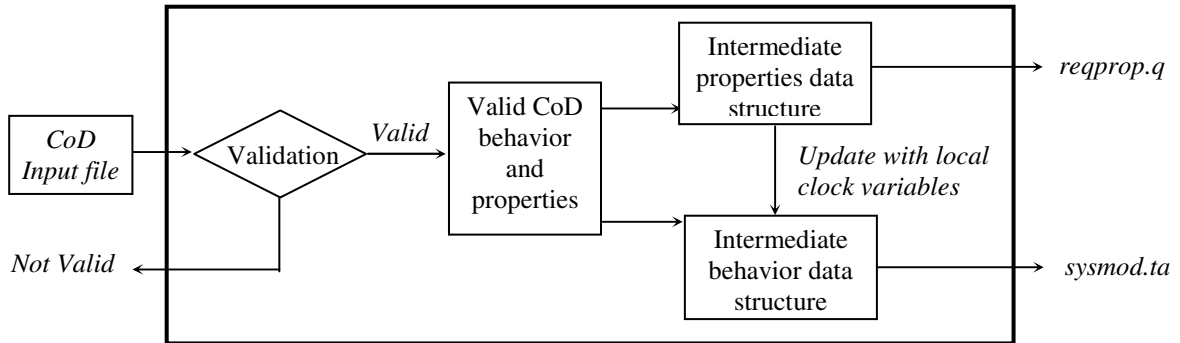 CoD
Input file
Validation
Valid
Not Valid
Valid CoD
behavior
and
properties
Intermediate
properties data
structure
Update with local
clock variables
Intermediate
behavior data
structure
reqprop.q
sysmod.ta